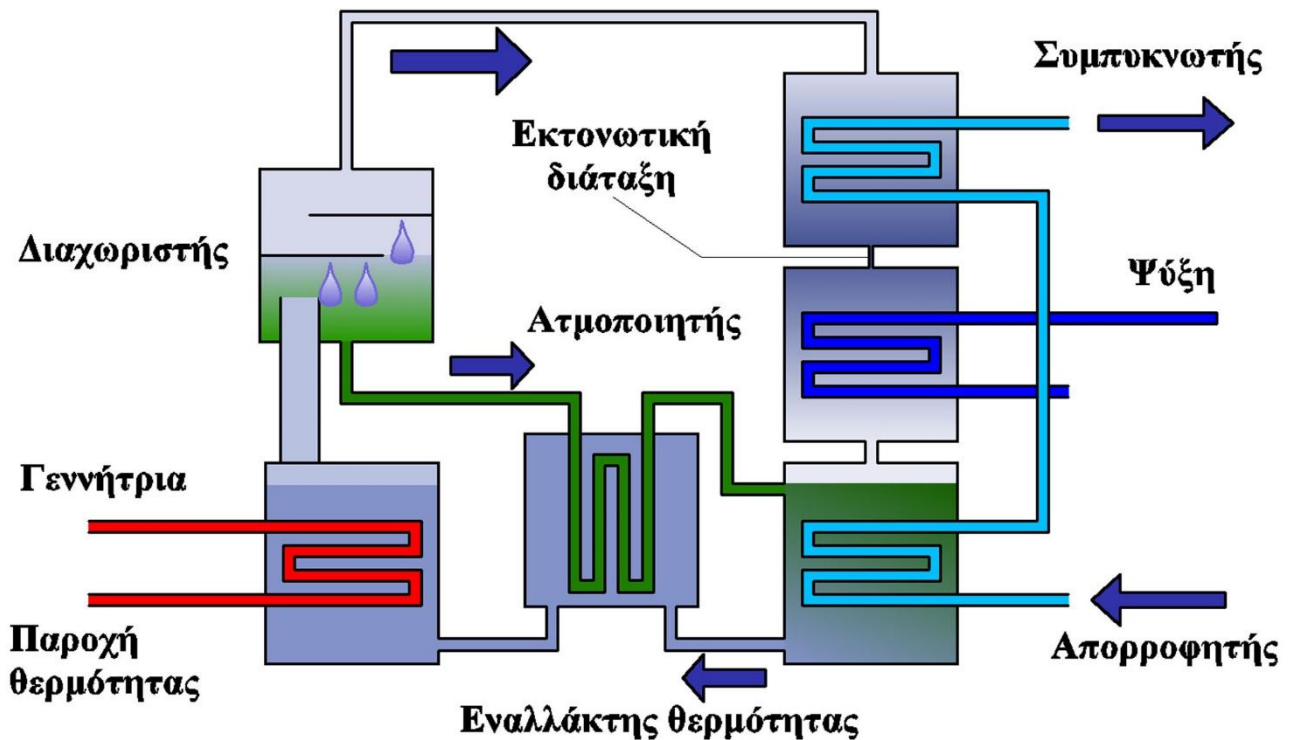 Συμπυκνωτής
Εκτονωτική
διάταξη
Διαχωριστής
Ψύξη
Ατμοποιητής
Γεννήτρια
Παροχή
θερμότητας
Απορροφητής
Εναλλάκτης θερμότητας